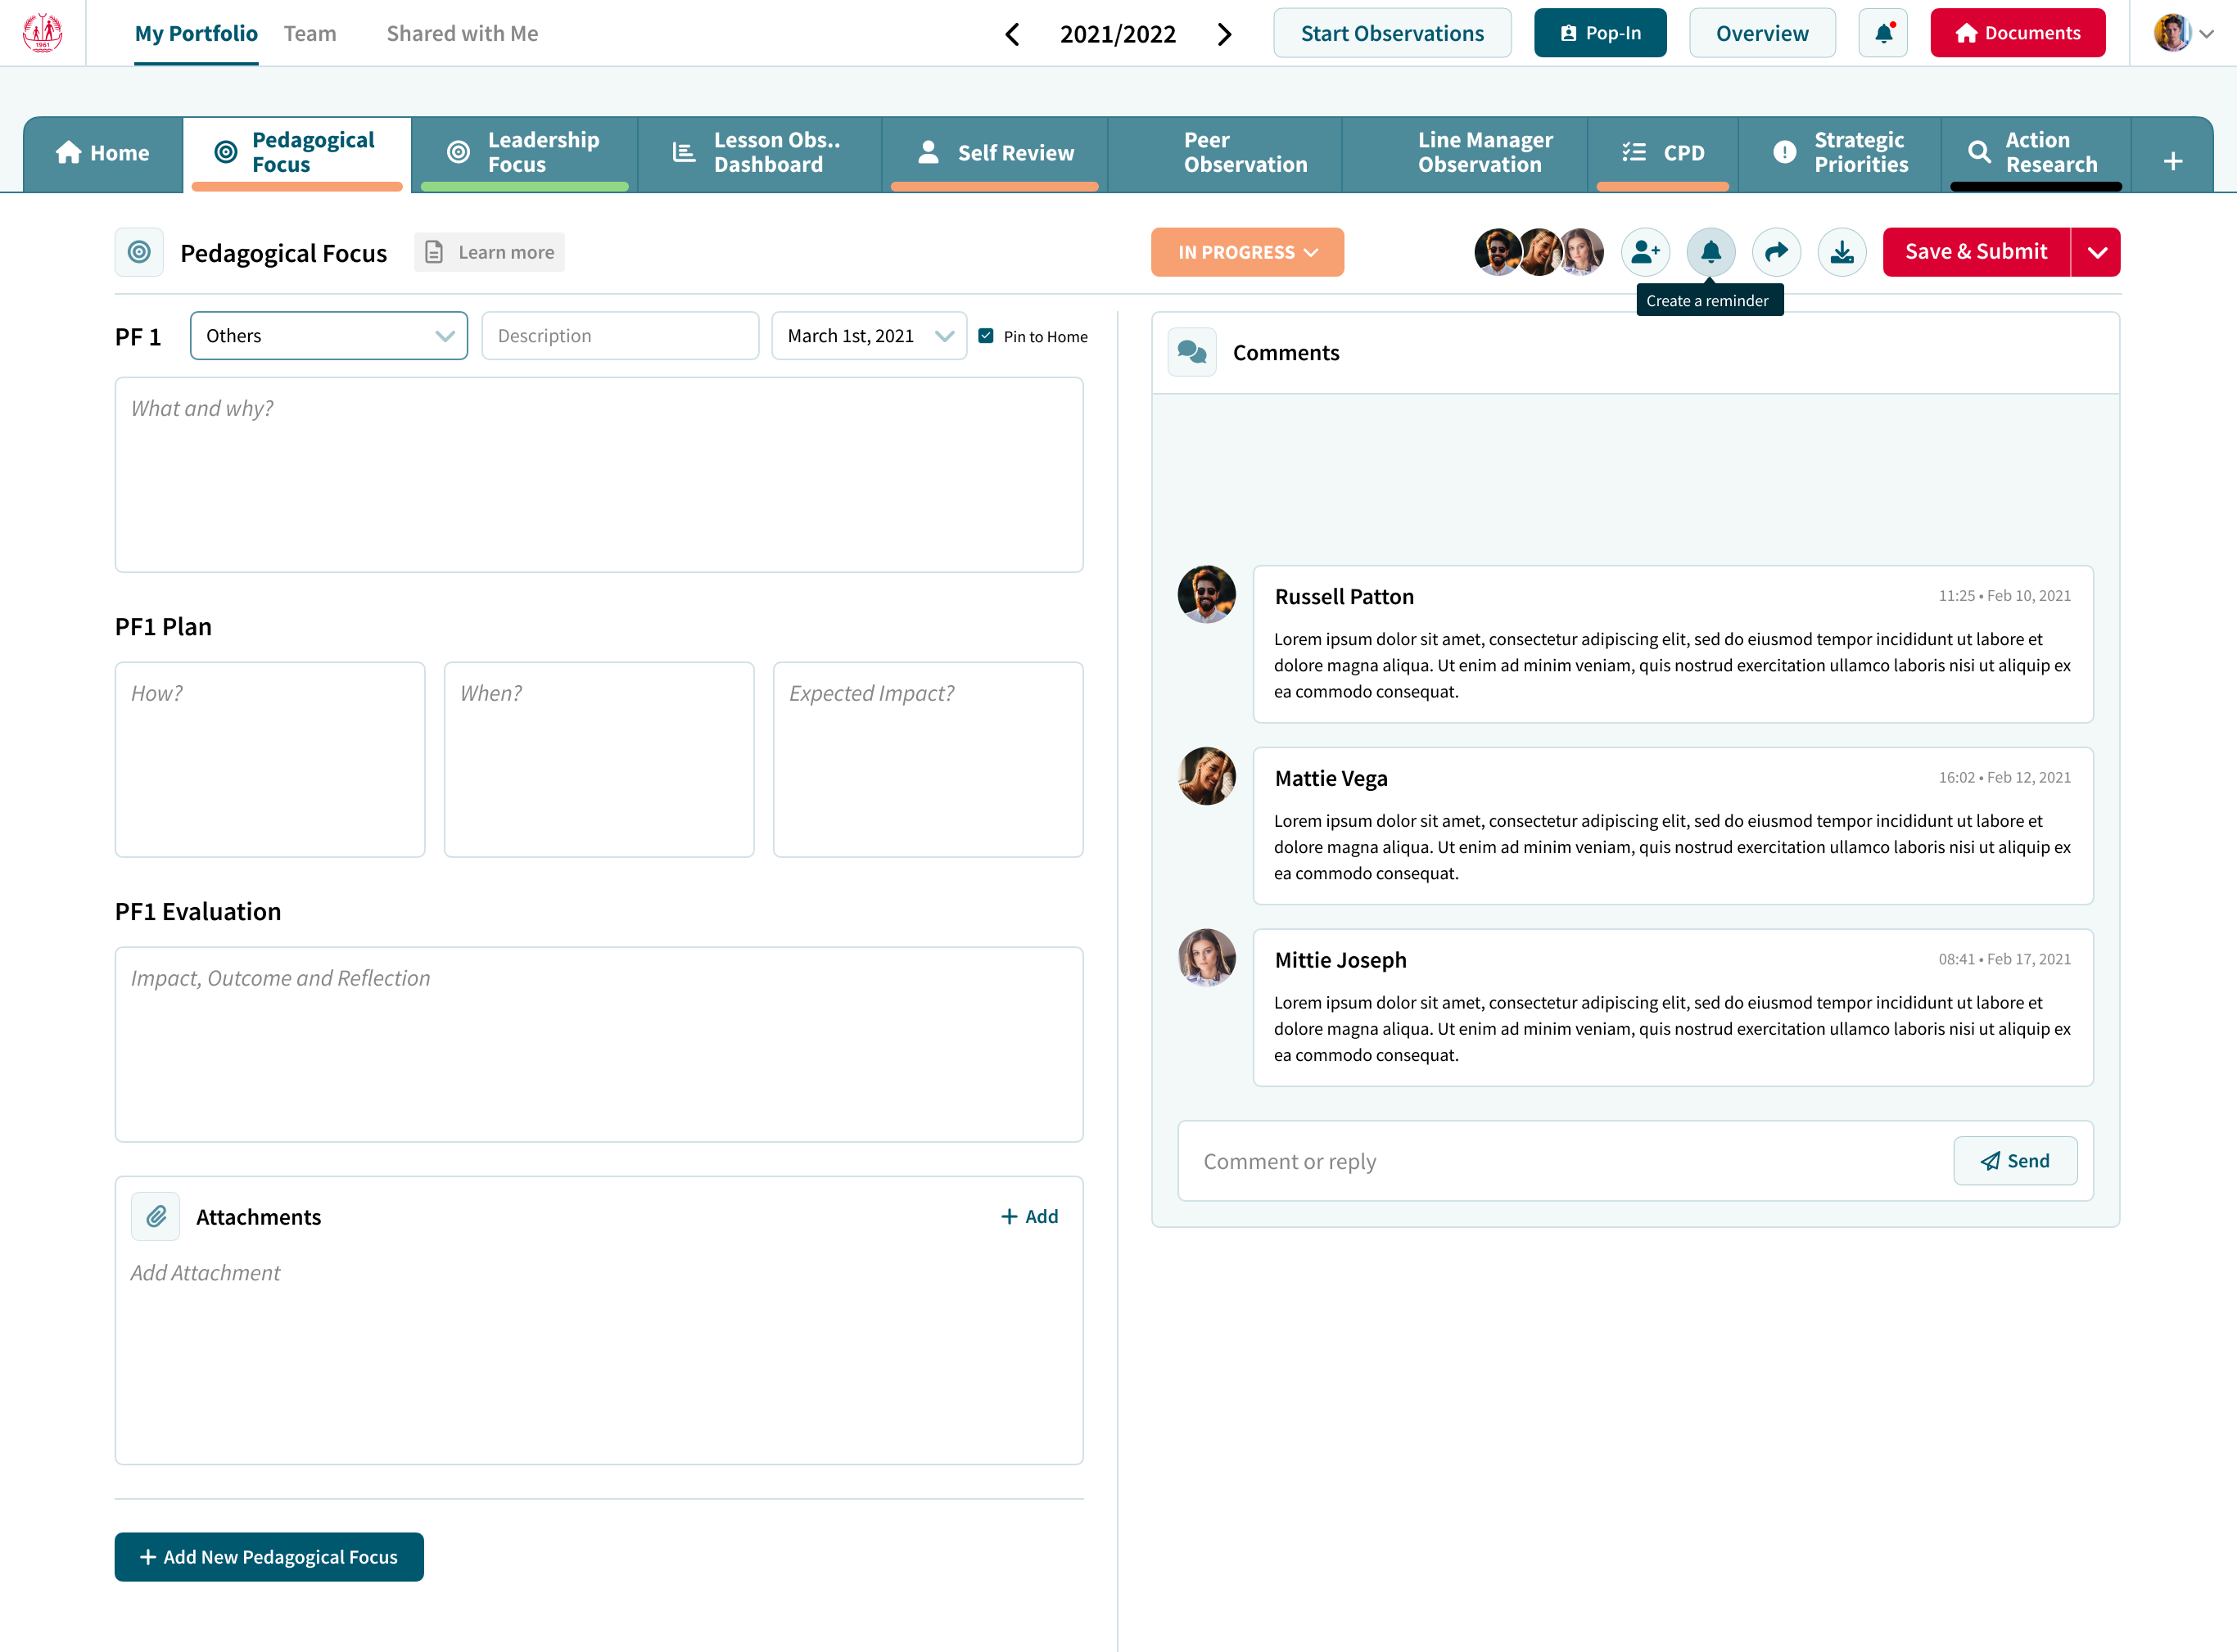 1961
My Portfolio
Team
Shared with Me
2021/2022
Start Observations
Pop-In
Overview
Documents
Home
Pedagogical
Focus
Leadership
Focus
Lesson Obs..
Dashboard
Self Review
Peer
Observation
Line Manager
Observation
CPD
Strategic
Priorities
Action
Research
+
Pedagogical Focus
Learn more
IN PROGRESS
Save & Submit
Create a reminder
PF 1
Others
Description
March 1st, 2021
Pin to Home
What and why?
PF1 Plan
How?
When?
Expected Impact?
PF1 Evaluation
Impact, Outcome and Reflection
Attachments
+ Add
Add Attachment
+ Add New Pedagogical Focus
Comments
Russell Patton
11:25 • Feb 10, 2021
Lorem ipsum dolor sit amet, consectetur adipiscing elit, sed do eiusmod tempor incididunt ut labore et
dolore magna aliqua. Ut enim ad minim veniam, quis nostrud exercitation ullamco laboris nisi ut aliquip ex
ea commodo consequat.
Mattie Vega
16:02 • Feb 12, 2021
Lorem ipsum dolor sit amet, consectetur adipiscing elit, sed do eiusmod tempor incididunt ut labore et
dolore magna aliqua. Ut enim ad minim veniam, quis nostrud exercitation ullamco laboris nisi ut aliquip ex
ea commodo consequat.
Mittie Joseph
08:41 • Feb 17, 2021
Lorem ipsum dolor sit amet, consectetur adipiscing elit, sed do eiusmod tempor incididunt ut labore et
dolore magna aliqua. Ut enim ad minim veniam, quis nostrud exercitation ullamco laboris nisi ut aliquip ex
ea commodo consequat.
Comment or reply
Send